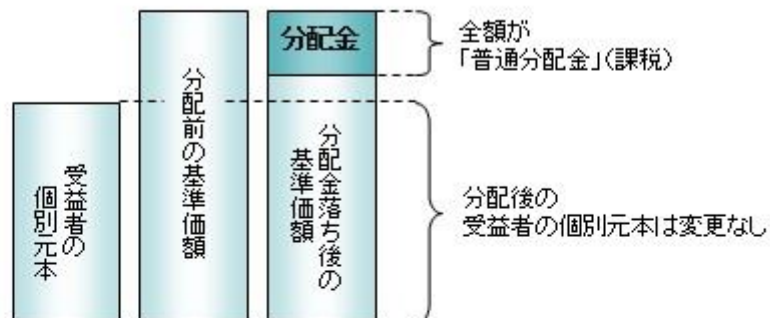 受益者の
個別元本
分配前の基準価額
分配金
分配金落ち後の
基準価額
全額が
「普通分配金」(課税)
分配後の
受益者の個別元本は変更なし